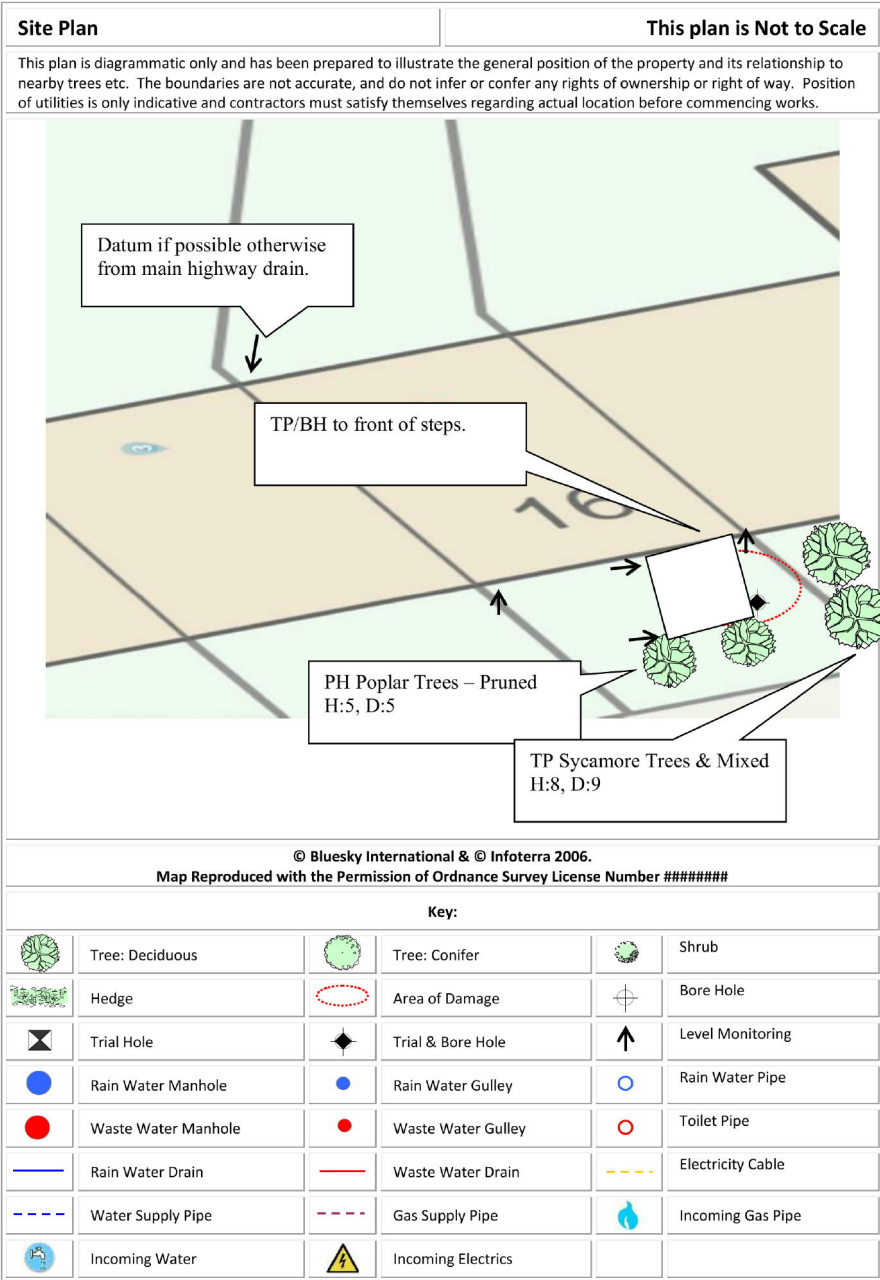 Site Plan
This plan is Not to Scale
This plan is diagrammatic only and has been prepared to illustrate the general position of the property and its relationship to
nearby trees etc. The boundaries are not accurate, and do not infer or confer any rights of ownership or right of way. Position
of utilities is only indicative and contractors must satisfy themselves regarding actual location before commencing works.
Datum if possible otherwise
from main highway drain.
TP/BH to front of steps.
3
16
PH Poplar Trees – Pruned
H:5, D:5
TP Sycamore Trees & Mixed
H:8, D:9
© Bluesky International & © Infoterra 2006.
Map Reproduced with the Permission of Ordnance Survey License Number ########
Key:
Tree: Deciduous
Tree: Conifer
Shrub
Hedge
Area of Damage
Bore Hole
Trial Hole
Trial & Bore Hole
Level Monitoring
Rain Water Manhole
Rain Water Gulley
Rain Water Pipe
Waste Water Manhole
Waste Water Gulley
Toilet Pipe
Rain Water Drain
Waste Water Drain
Electricity Cable
Water Supply Pipe
Gas Supply Pipe
Incoming Gas Pipe
Incoming Water
Incoming Electrics